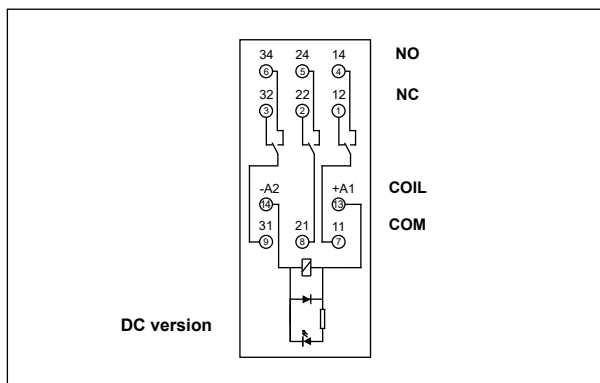 34 24 14 NO
6 5 4
32 22 12 NC
3 2 1
-A2 +A1 COIL
14 13
31 21 11 COM
9 8 7
DC version